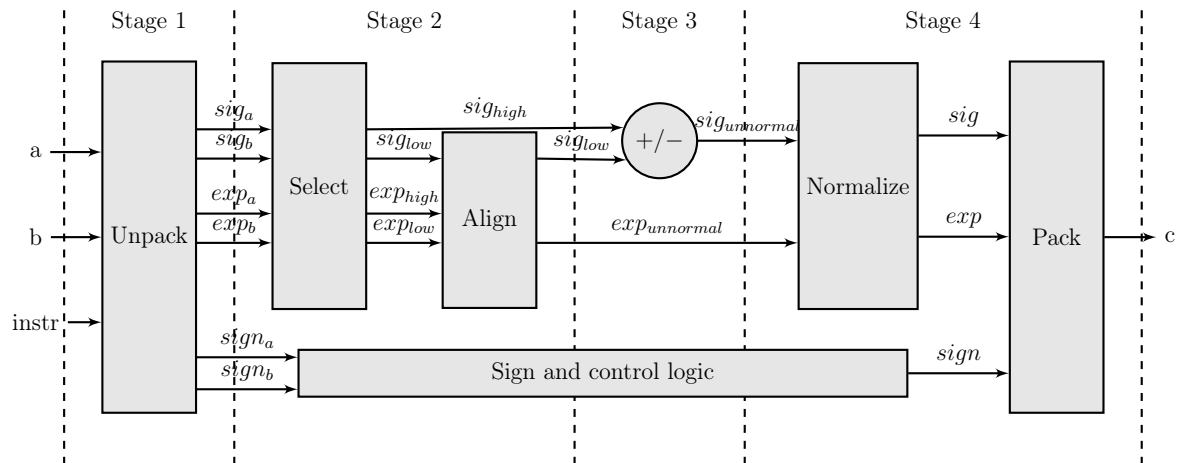 Stage 1
Stage 2
Stage 3
Stage 4
a
b
instr
Unpack
sig_a
sig_b
exp_a
exp_b
sign_a
sign_b
Select
sig_high
sig_low
exp_high
exp_low
Align
sig_low
exp_unnormal
+/−
sig_unnormal
Normalize
sig
exp
sign
Sign and control logic
Pack
c